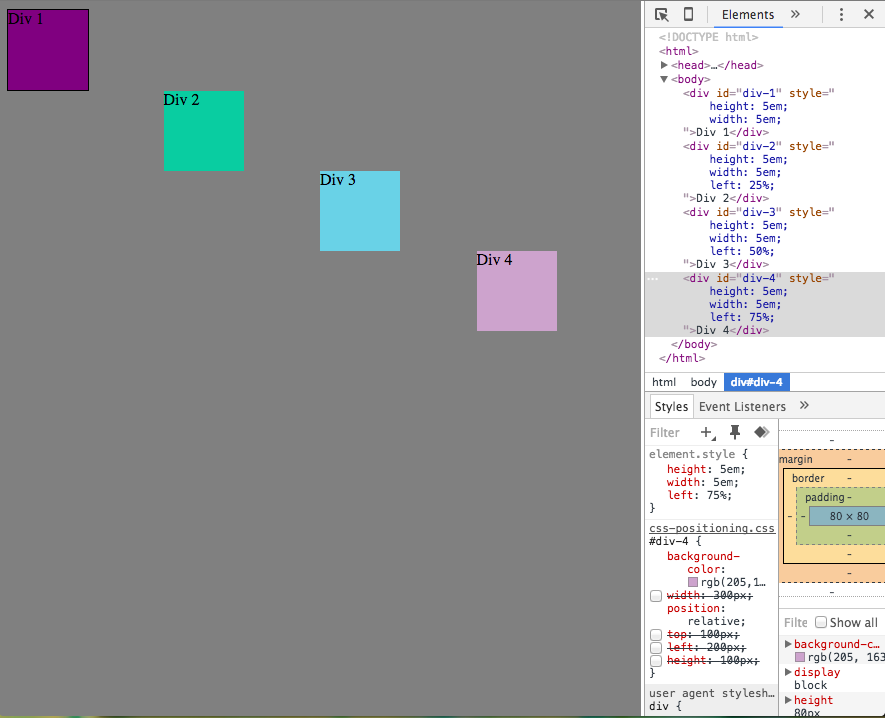 Div 1
Div 2
Div 3
Div 4
Elements »
<!DOCTYPE html>
<html>
▶<head>…</head>
▼<body>
<div id="div-1" style="
height: 5em;
width: 5em;
">Div 1</div>
<div id="div-2" style="
height: 5em;
width: 5em;
left: 25%;
">Div 2</div>
<div id="div-3" style="
height: 5em;
width: 5em;
left: 50%;
">Div 3</div>
… <div id="div-4" style="
height: 5em;
width: 5em;
left: 75%;
">Div 4</div>
</body>
</html>
html body div#div-4
Styles Event Listeners »
Filter
element.style {
height: 5em;
width: 5em;
left: 75%;
}
css-positioning.css
#div-4 {
background-
color:
rgb(205,1…
width: 300px;
position:
relative;
top: 100px;
left: 200px;
height: 100px;
}
user agent stylesh…
div {
-
margin -
border -
padding -
- - 80 × 80
-
-
-
-
Filte Show all
▶background-c…
rgb(205, 163
▶display
block
▶height
80px